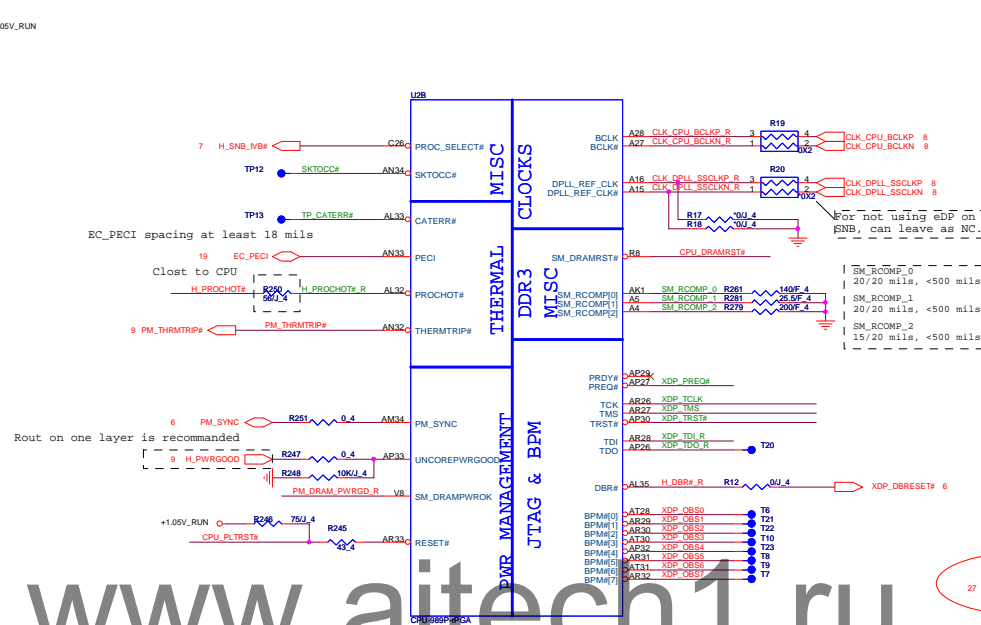 05V_RUN
U2B
7 H_SNB_IVB# C26 PROC_SELECT#
TP12 SKTOCC# AN34 SKTOCC#
TP13 TP_CATERR# AL33 CATERR#
EC_PECI spacing at least 18 mils
19 EC_PECI AN33 PECI
Clost to CPU
H_PROCHOT# R250 56/J_4 H_PROCHOT#_R AL32 PROCHOT#
9 PM_THRMTRIP# PM_THRMTRIP# AN32 THERMTRIP#
6 PM_SYNC R251 0_4 AM34 PM_SYNC
Rout on one layer is recommanded
9 H_PWRGOOD R247 0_4 AP33 UNCOREPWRGOOD
R248 10K/J_4
PM_DRAM_PWRGD_R V8 SM_DRAMPWROK
+1.05V_RUN R246 75/J_4
CPU_PLTRST# R245 43_4 AR33 RESET#
MISC
THERMAL
PWR MANAGEMENT
CLOCKS
DDR3 MISC
JTAG & BPM
BCLK A28 CLK_CPU_BCLKP_R 3 R19 4 CLK_CPU_BCLKP 8
BCLK# A27 CLK_CPU_BCLKN_R 1 2 0X2 CLK_CPU_BCLKN 8
DPLL_REF_CLK A16 CLK_DPLL_SSCLKP_R 3 R20 4 CLK_DPLL_SSCLKP 8
DPLL_REF_CLK# A15 CLK_DPLL_SSCLKN_R 1 2 *0X2 CLK_DPLL_SSCLKN 8
R17 *0/J_4
R18 *0/J_4
For not using eDP on
SNB, can leave as NC.
SM_DRAMRST# R8 CPU_DRAMRST#
SM_RCOMP[0] AK1 SM_RCOMP_0 R261 140/F_4
SM_RCOMP[1] A5 SM_RCOMP_1 R281 25.5/F_4
SM_RCOMP[2] A4 SM_RCOMP_2 R279 200/F_4
SM_RCOMP_0
20/20 mils, <500 mils
SM_RCOMP_1
20/20 mils, <500 mils
SM_RCOMP_2
15/20 mils, <500 mils
PRDY# AP29
PREQ# AP27 XDP_PREQ#
TCK AR26 XDP_TCLK
TMS AR27 XDP_TMS
TRST# AP30 XDP_TRST#
TDI AR28 XDP_TDI_R
TDO AP26 XDP_TDO_R T20
DBR# AL35 H_DBR#_R R12 0/J_4 XDP_DBRESET# 6
BPM#[0] AT28 XDP_OBS0 T6
BPM#[1] AR29 XDP_OBS1 T21
BPM#[2] AR30 XDP_OBS2 T22
BPM#[3] AT30 XDP_OBS3 T10
BPM#[4] AP32 XDP_OBS4 T23
BPM#[5] AR31 XDP_OBS5 T8
BPM#[6] AT31 XDP_OBS6 T9
BPM#[7] AR32 XDP_OBS7 T7
27
CPU-989P-rPGA
www.aitech1.ru